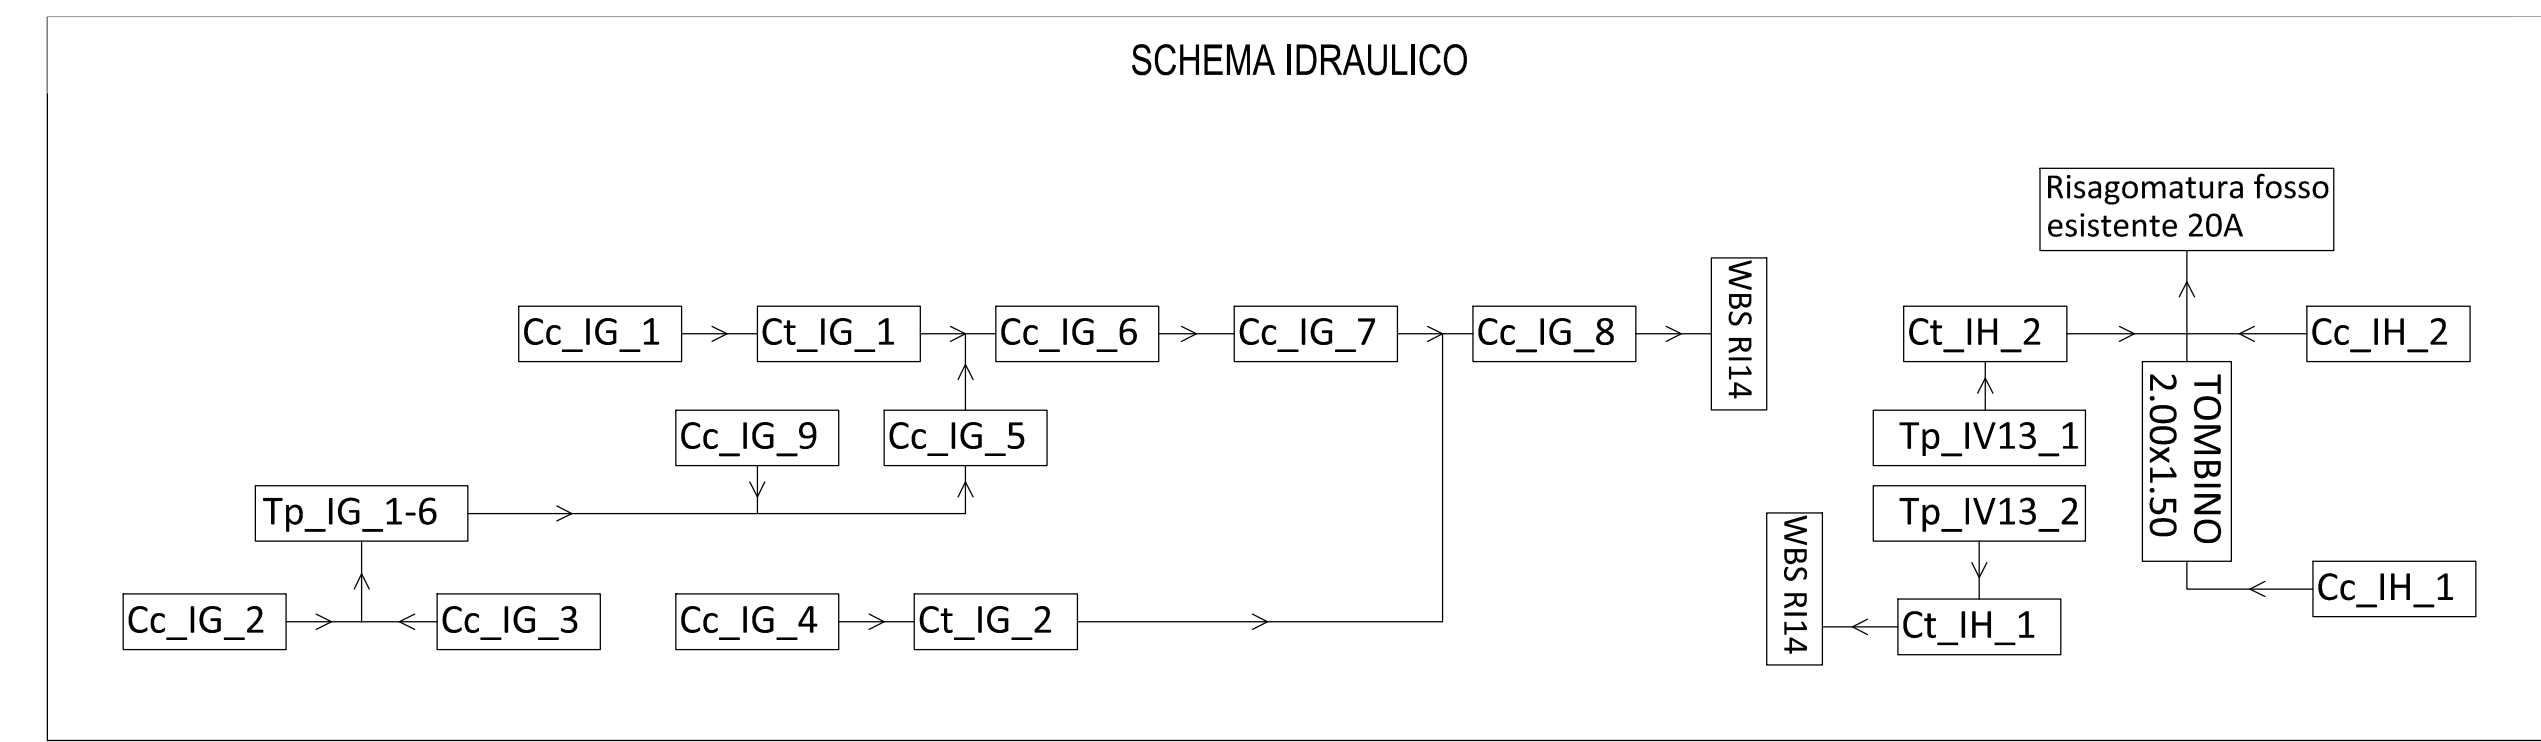 SCHEMA IDRAULICO
Risagomatura fosso
esistente 20A
Cc_IG_1
Ct_IG_1
Cc_IG_6
Cc_IG_7
Cc_IG_8
WBS RI14
Ct_IH_2
Cc_IH_2
Cc_IG_9
Cc_IG_5
Tp_IV13_1
TOMBINO
2.00x1.50
Tp_IG_1-6
Tp_IV13_2
WBS RI14
Cc_IG_2
Cc_IG_3
Cc_IG_4
Ct_IG_2
Ct_IH_1
Cc_IH_1